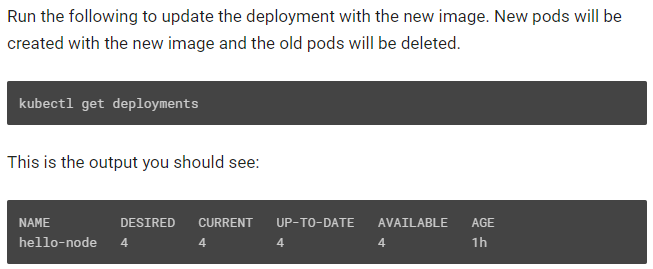 Run the following to update the deployment with the new image. New pods will be
created with the new image and the old pods will be deleted.
kubectl get deployments
This is the output you should see:
NAME DESIRED CURRENT UP-TO-DATE AVAILABLE AGE
hello-node 4 4 4 4 1h